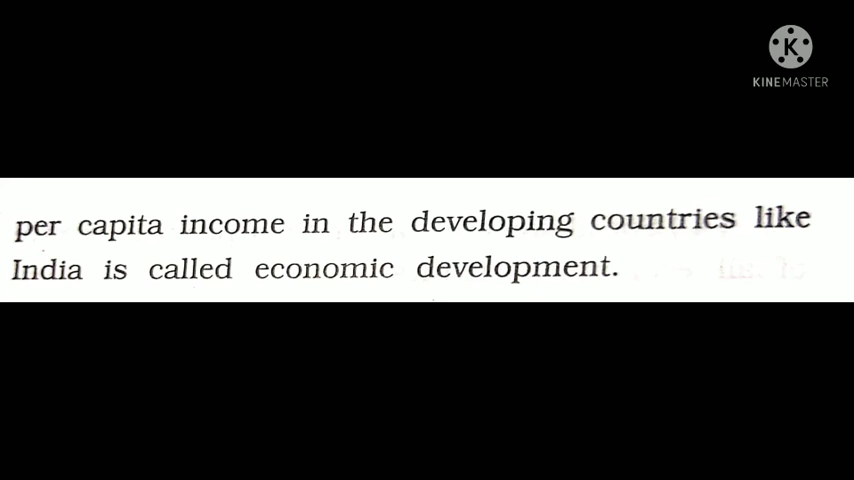 K
KINEMASTER
per capita income in the developing countries like
India is called economic development.